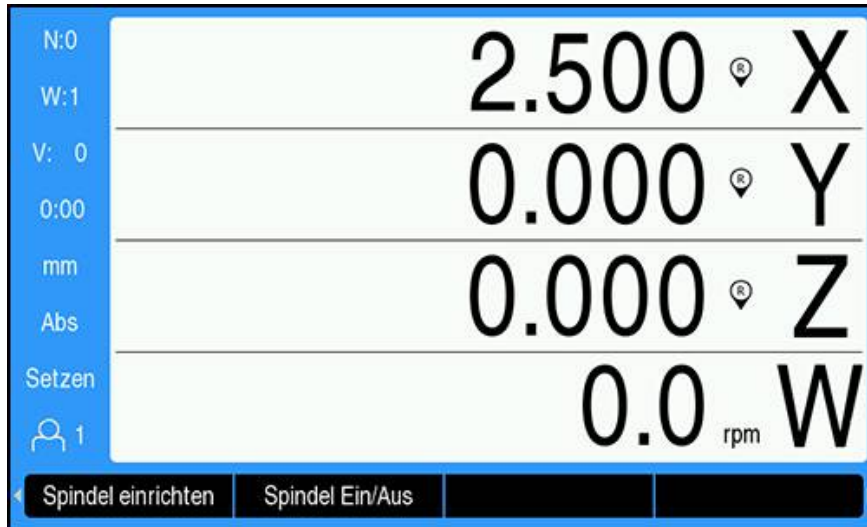 N:0
W:1
V: 0
0:00
mm
Abs
Setzen
1
2.500 R X
0.000 R Y
0.000 R Z
0.0 rpm W
Spindel einrichten Spindel Ein/Aus